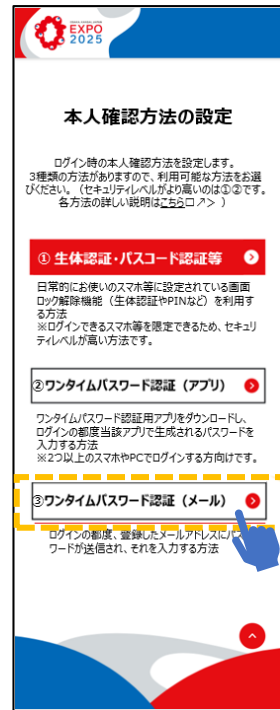 EXPO
2025
本人確認方法の設定
ログイン時の本人確認方法を設定します。
3種類の方法がありますので、利用可能な方法をお選
びください。（セキュリティレベルがより高いのは①②です。
各方法の詳しい説明はこちら）
① 生体認証・パスコード認証等
日常的にお使いのスマホ等に設定されている画面
ロック解除機能（生体認証やPINなど）を利用す
る方法
※ログインできるスマホ等を限定できるため、セキュリ
ティレベルが高い方法です。
②ワンタイムパスワード認証（アプリ）
ワンタイムパスワード認証用アプリをダウンロードし、
ログインの都度当該アプリで生成されるパスワードを
入力する方法
※2つ以上のスマホやPCでログインする方向けです。
③ワンタイムパスワード認証（メール）
ログインの都度、登録したメールアドレスにパス
ワードが送信され、それを入力する方法